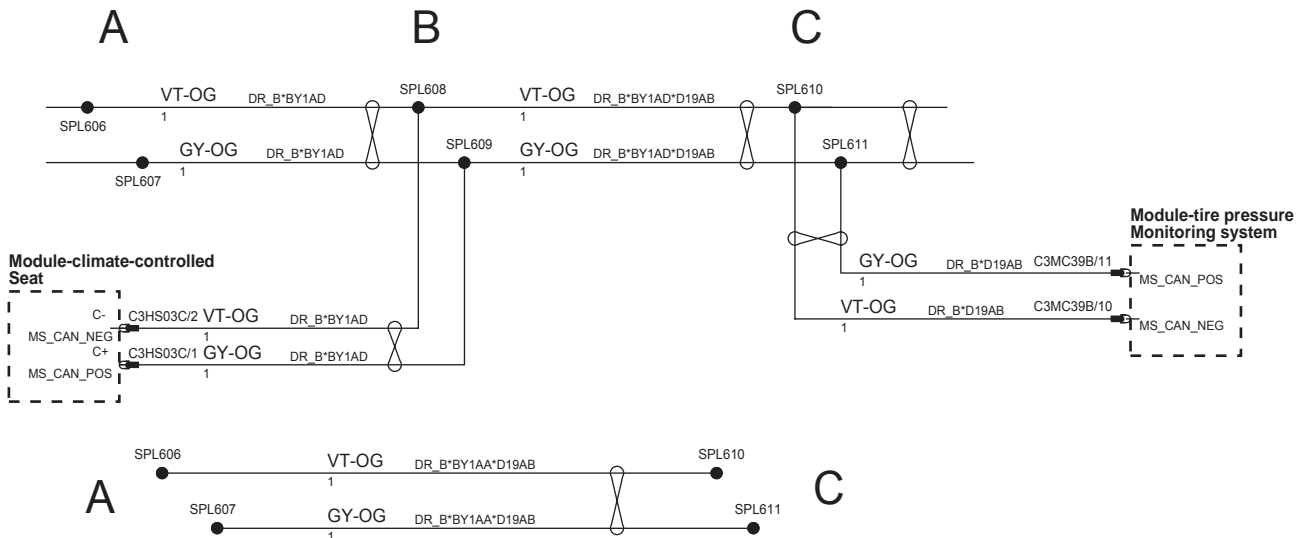 A B C
VT-OG DR_B*BY1AD SPL608 VT-OG DR_B*BY1AD*D19AB SPL610
SPL606 1 1
GY-OG DR_B*BY1AD SPL609 GY-OG DR_B*BY1AD*D19AB SPL611
SPL607 1 1
Module-tire pressure
Monitoring system
GY-OG DR_B*D19AB C3MC39B/11
1 MS_CAN_POS
VT-OG DR_B*D19AB C3MC39B/10
1 MS_CAN_NEG
Module-climate-controlled
Seat
C- C3HS03C/2 VT-OG DR_B*BY1AD
MS_CAN_NEG 1
C+ C3HS03C/1 GY-OG DR_B*BY1AD
MS_CAN_POS 1
SPL606 VT-OG DR_B*BY1AA*D19AB SPL610
1
A C
SPL607 GY-OG DR_B*BY1AA*D19AB SPL611
1